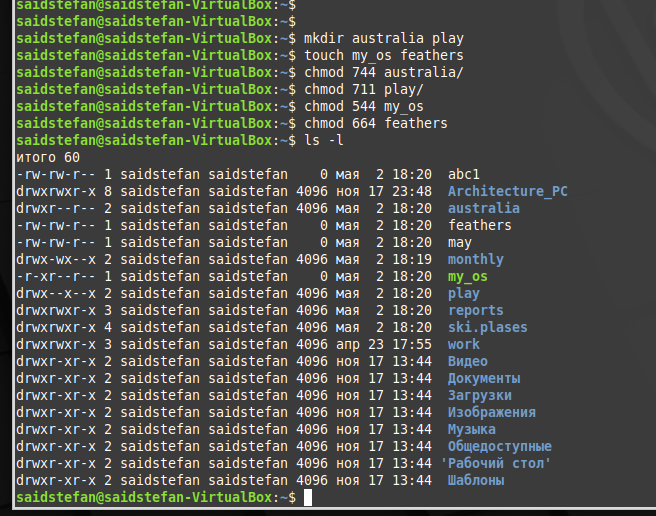 saidstefan@saidstefan-VirtualBox:~$
saidstefan@saidstefan-VirtualBox:~$
saidstefan@saidstefan-VirtualBox:~$ mkdir australia play
saidstefan@saidstefan-VirtualBox:~$ touch my_os feathers
saidstefan@saidstefan-VirtualBox:~$ chmod 744 australia/
saidstefan@saidstefan-VirtualBox:~$ chmod 711 play/
saidstefan@saidstefan-VirtualBox:~$ chmod 544 my_os
saidstefan@saidstefan-VirtualBox:~$ chmod 664 feathers
saidstefan@saidstefan-VirtualBox:~$ ls -l
итого 60
-rw-rw-r-- 1 saidstefan saidstefan    0 мая  2 18:20  abc1
drwxrwxr-x 8 saidstefan saidstefan 4096 ноя 17 23:48  Architecture_PC
drwxr--r-- 2 saidstefan saidstefan 4096 мая  2 18:20  australia
-rw-rw-r-- 1 saidstefan saidstefan    0 мая  2 18:20  feathers
-rw-rw-r-- 1 saidstefan saidstefan    0 мая  2 18:20  may
drwx-wx--x 2 saidstefan saidstefan 4096 мая  2 18:19  monthly
-r-xr--r-- 1 saidstefan saidstefan    0 мая  2 18:20  my_os
drwx--x--x 2 saidstefan saidstefan 4096 мая  2 18:20  play
drwxrwxr-x 3 saidstefan saidstefan 4096 мая  2 18:20  reports
drwxrwxr-x 4 saidstefan saidstefan 4096 мая  2 18:20  ski.plases
drwxrwxr-x 3 saidstefan saidstefan 4096 апр 23 17:55  work
drwxr-xr-x 2 saidstefan saidstefan 4096 ноя 17 13:44  Видео
drwxr-xr-x 2 saidstefan saidstefan 4096 ноя 17 13:44  Документы
drwxr-xr-x 2 saidstefan saidstefan 4096 ноя 17 13:44  Загрузки
drwxr-xr-x 2 saidstefan saidstefan 4096 ноя 17 13:44  Изображения
drwxr-xr-x 2 saidstefan saidstefan 4096 ноя 17 13:44  Музыка
drwxr-xr-x 2 saidstefan saidstefan 4096 ноя 17 13:44  Общедоступные
drwxr-xr-x 2 saidstefan saidstefan 4096 ноя 17 13:44 'Рабочий стол'
drwxr-xr-x 2 saidstefan saidstefan 4096 ноя 17 13:44  Шаблоны
saidstefan@saidstefan-VirtualBox:~$